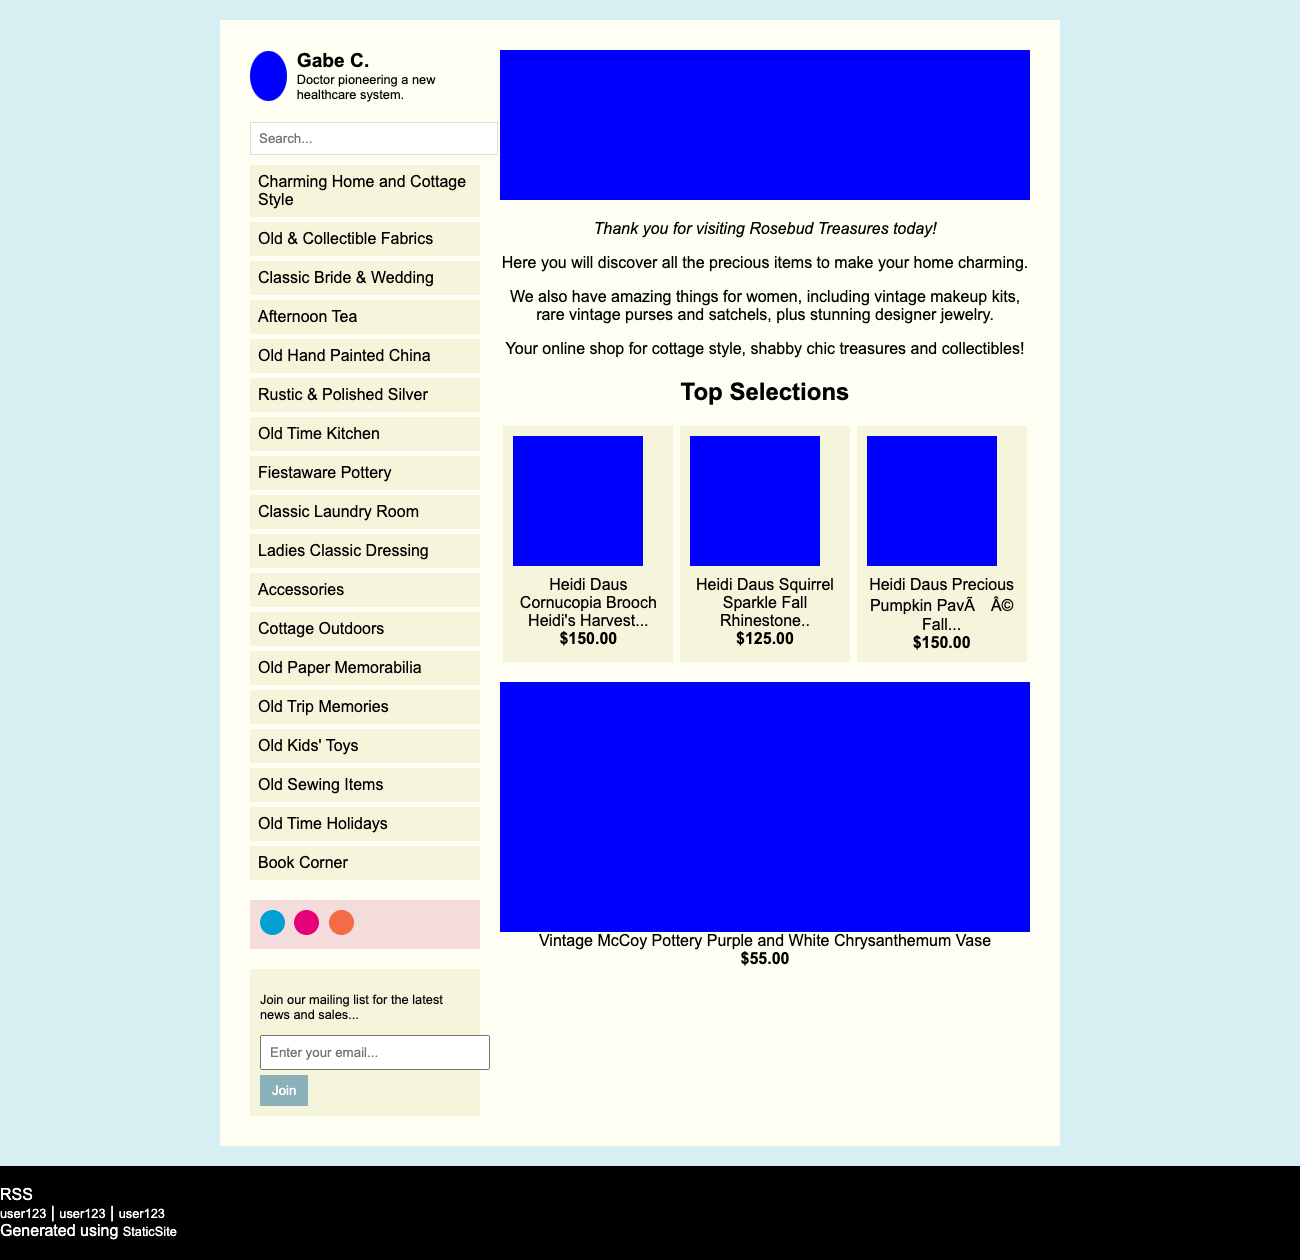 Gabe C.
Doctor pioneering a new
healthcare system.
Search...
Charming Home and Cottage
Style
Old & Collectible Fabrics
Classic Bride & Wedding
Afternoon Tea
Old Hand Painted China
Rustic & Polished Silver
Old Time Kitchen
Fiestaware Pottery
Classic Laundry Room
Ladies Classic Dressing
Accessories
Cottage Outdoors
Old Paper Memorabilia
Old Trip Memories
Old Kids' Toys
Old Sewing Items
Old Time Holidays
Book Corner
Join our mailing list for the latest
news and sales...
Enter your email...
Join
Thank you for visiting Rosebud Treasures today!
Here you will discover all the precious items to make your home charming.
We also have amazing things for women, including vintage makeup kits,
rare vintage purses and satchels, plus stunning designer jewelry.
Your online shop for cottage style, shabby chic treasures and collectibles!
Top Selections
Heidi Daus
Cornucopia Brooch
Heidi's Harvest...
$150.00
Heidi Daus Squirrel
Sparkle Fall
Rhinestone..
$125.00
Heidi Daus Precious
Pumpkin PavÃ Â©
Fall...
$150.00
Vintage McCoy Pottery Purple and White Chrysanthemum Vase
$55.00
RSS
user123 | user123 | user123
Generated using StaticSite